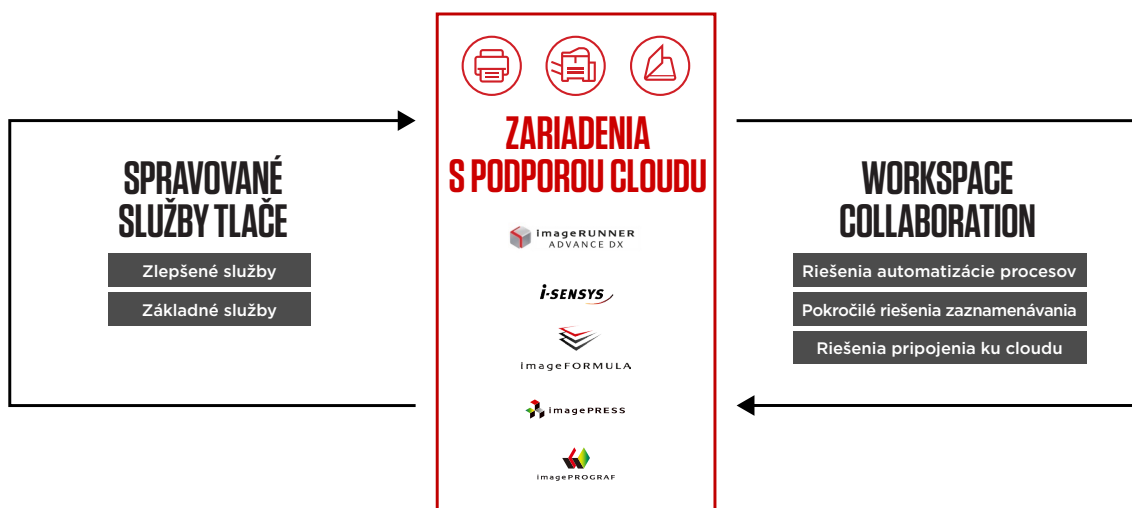 SPRAVOVANÉ
SLUŽBY TLAČE
Zlepšené služby
Základné služby
ZARIADENIA
S PODPOROU CLOUDU
imageRUNNER
ADVANCE DX
i-SENSYS
imageFORMULA
imagePRESS
imagePROGRAF
WORKSPACE
COLLABORATION
Riešenia automatizácie procesov
Pokročilé riešenia zaznamenávania
Riešenia pripojenia ku cloudu